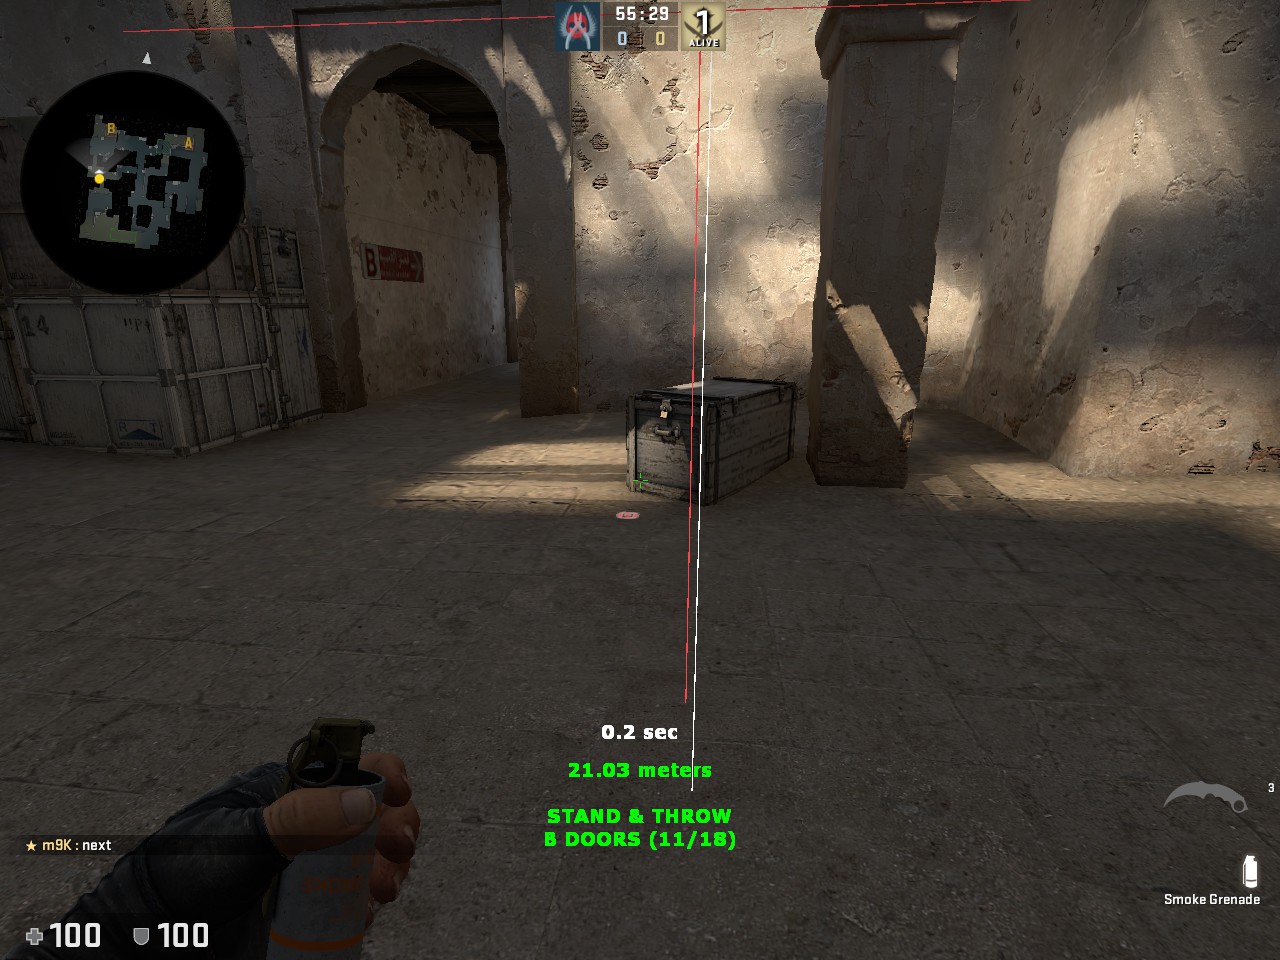 55:29
0 0
1
ALIVE
B
A
B
14
0.2 sec
21.03 meters
STAND & THROW
B DOORS (11/18)
★ m9K : next
3
Smoke Grenade
100 100